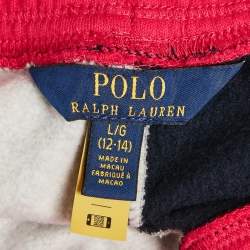 POLO
RALPH LAUREN
L/G
(12-14)
MADE IN
MACAU
FABRIQUÉ À
MACAO